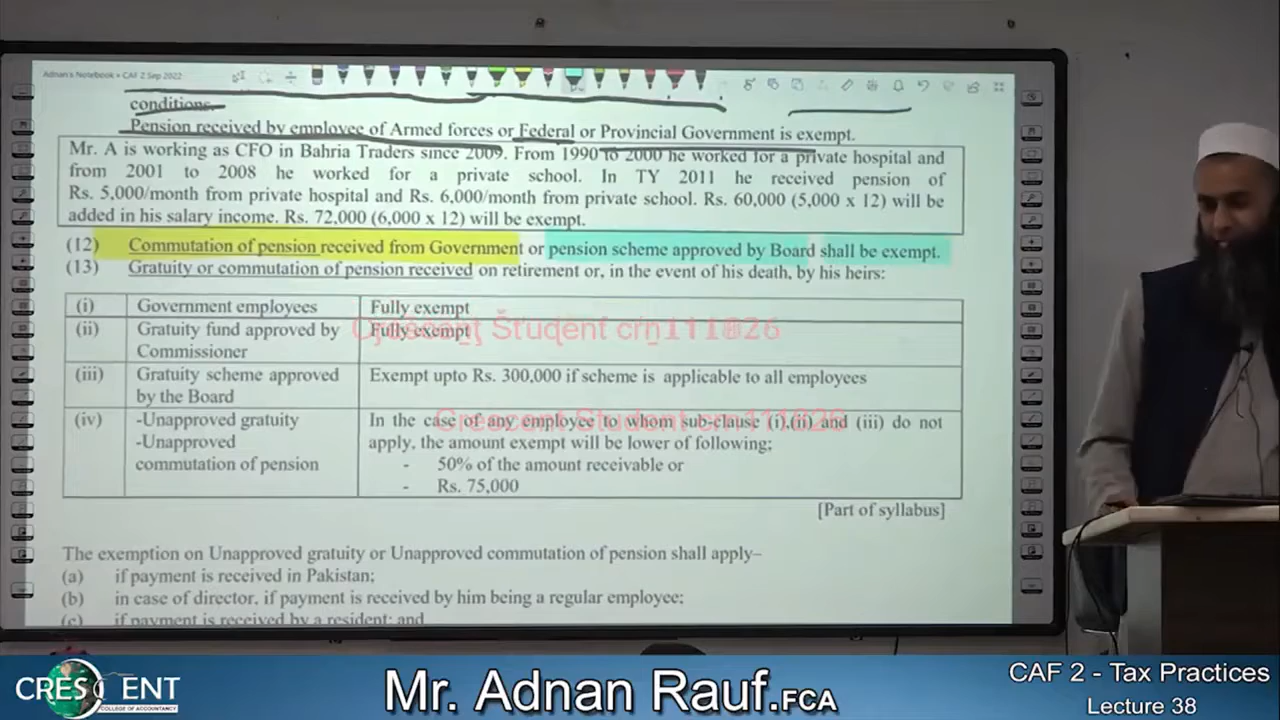 Adnan's Notebook • CAF 2 Sep 2022
conditions.
Pension received by employee of Armed forces or Federal or Provincial Government is exempt.
Mr. A is working as CFO in Bahria Traders since 2009. From 1990 to 2000 he worked for a private hospital and
from 2001 to 2008 he worked for a private school. In TY 2011 he received pension of
Rs. 5,000/month from private hospital and Rs. 6,000/month from private school. Rs. 60,000 (5,000 x 12) will be
added in his salary income. Rs. 72,000 (6,000 x 12) will be exempt.
(12) Commutation of pension received from Government or pension scheme approved by Board shall be exempt.
(13) Gratuity or commutation of pension received on retirement or, in the event of his death, by his heirs:
(i) Government employees Fully exempt
(ii) Gratuity fund approved by Fully exempt
Commissioner
Crescent Student crn111826
(iii) Gratuity scheme approved Exempt upto Rs. 300,000 if scheme is applicable to all employees
by the Board
(iv) -Unapproved gratuity In the case of any employee to whom sub-clause (i),(ii) and (iii) do not
-Unapproved apply, the amount exempt will be lower of following;
commutation of pension - 50% of the amount receivable or
- Rs. 75,000
Crescent Student crn111826
[Part of syllabus]
The exemption on Unapproved gratuity or Unapproved commutation of pension shall apply–
(a) if payment is received in Pakistan;
(b) in case of director, if payment is received by him being a regular employee;
(c) if payment is received by a resident; and
CRESCENT
COLLEGE OF ACCOUNTANCY
Mr. Adnan Rauf.FCA
CAF 2 - Tax Practices
Lecture 38